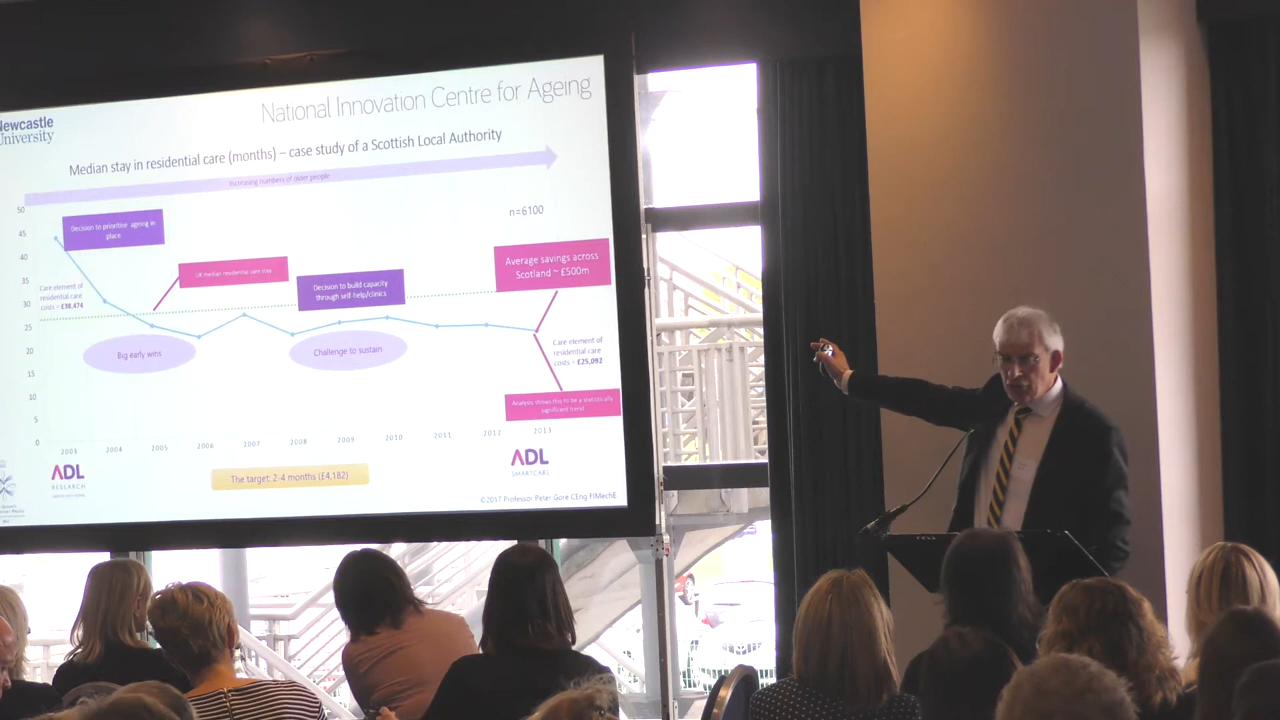 National Innovation Centre for Ageing
Newcastle
University
Median stay in residential care (months) – case study of a Scottish Local Authority
Increasing numbers of older people
50
45
40
35
30
25
20
15
10
5
0
n=6100
Decision to prioritise ageing in
place
UK median residential care stay
Decision to build capacity
through self-help/clinics
Average savings across
Scotland ~ £500m
Care element of
residential care
costs ~ £38,474
Big early wins
Challenge to sustain
Care element of
residential care
costs ~ £25,092
Analysis shows this to be a statistically
significant trend
2003
2004
2005
2006
2007
2008
2009
2010
2011
2012
2013
ADL
RESEARCH
The target: 2-4 months (£4,182)
ADL
SMARTCARE
©2017 Professor Peter Gore CEng FIMechE